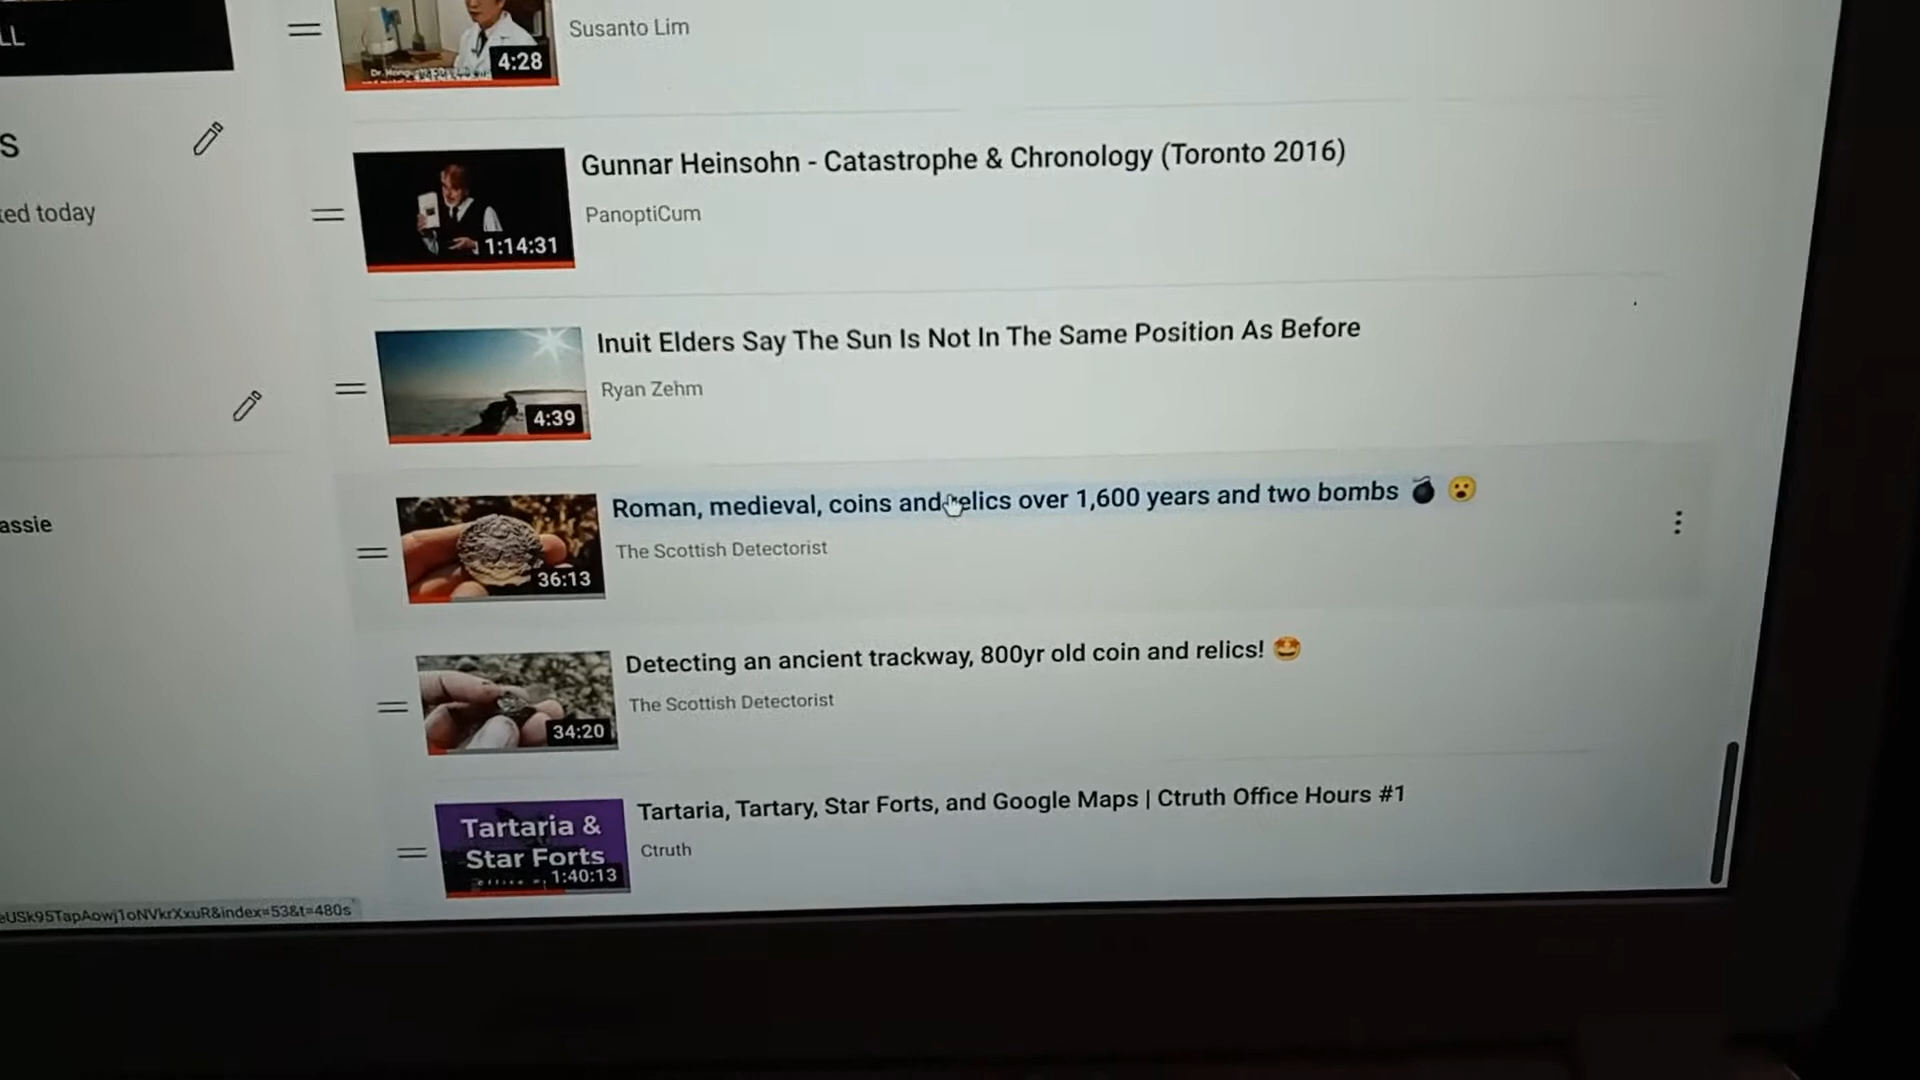 LL
4:28
Susanto Lim
S
ted today
1:14:31
Gunnar Heinsohn - Catastrophe & Chronology (Toronto 2016)
PanoptiCum
4:39
Inuit Elders Say The Sun Is Not In The Same Position As Before
Ryan Zehm
assie
36:13
Roman, medieval, coins and relics over 1,600 years and two bombs 💣 😮
The Scottish Detectorist
34:20
Detecting an ancient trackway, 800yr old coin and relics! 🤩
The Scottish Detectorist
Tartaria &
Star Forts
1:40:13
Tartaria, Tartary, Star Forts, and Google Maps | Ctruth Office Hours #1
Ctruth
eUSk95TapAowj1oNVkrXxuR&index=53&t=480s